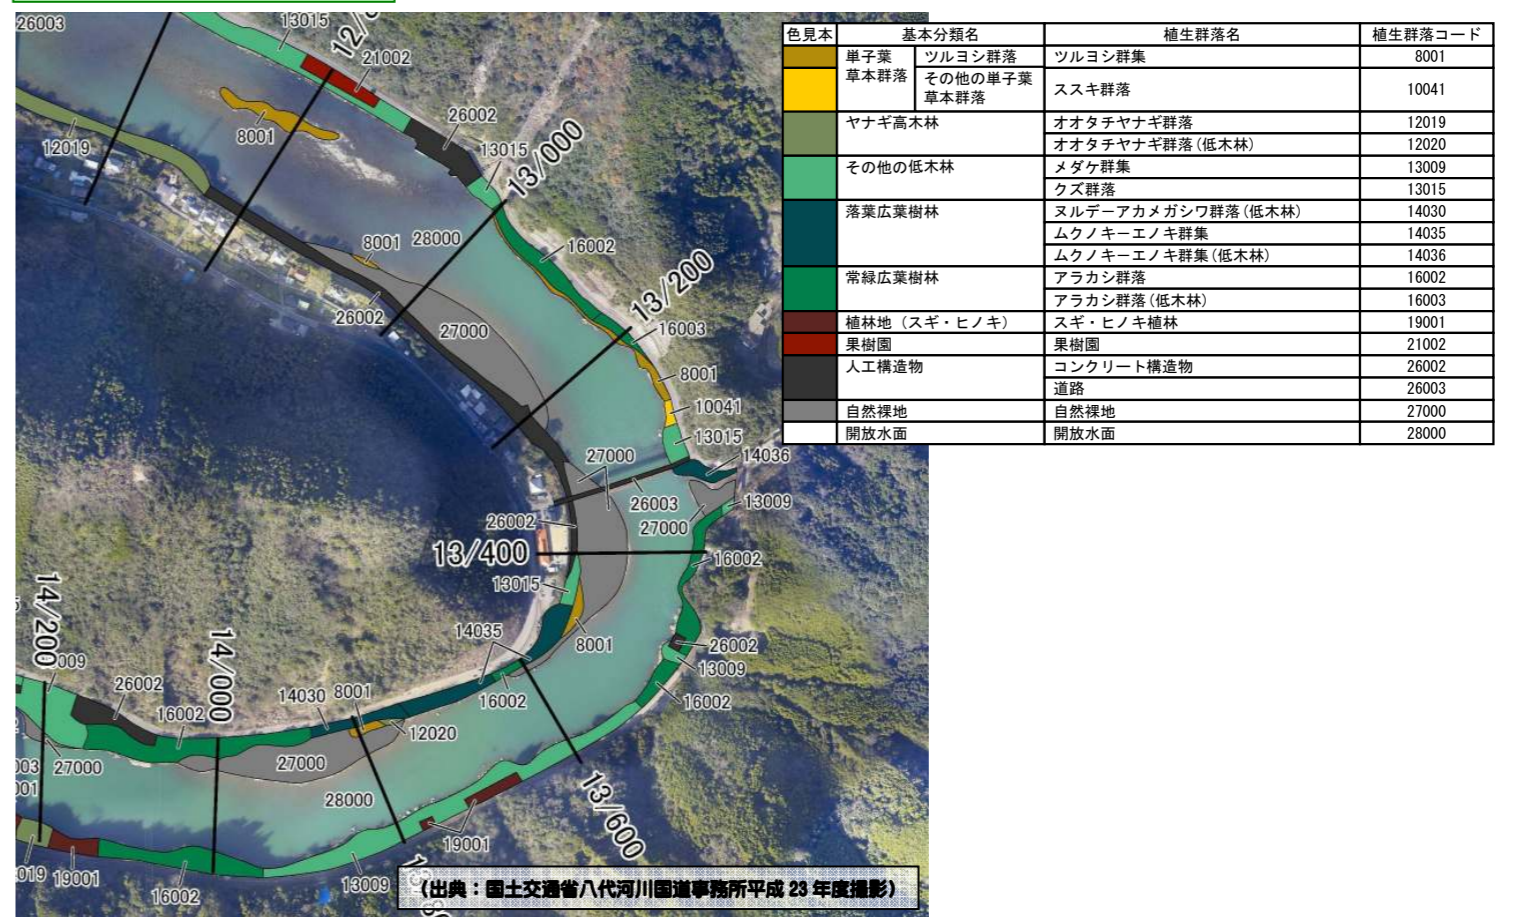 26003
13015
12/
21002
26002
8001
12019
13015
13/000
8001
28000
16002
13/200
26002
27000
16003
8001
10041
13015
27000
14036
26003
13009
26002
27000
13/400
16002
13015
14035
8001
26002
13009
14/200
009
14/000
26002
14030
8001
16002
16002
16002
12020
003
27000
27000
001
28000
13/600
19001
019
19001
16002
13009
(出典:国土交通省八代河川国道事務所平成 23 年度撮影)
色見本 基本分類名 植生群落名 植生群落コード
単子葉草本群落 ツルヨシ群落 ツルヨシ群集 8001
その他の単子葉草本群落 ススキ群落 10041
ヤナギ高木林 オオタチヤナギ群落 12019
オオタチヤナギ群落(低木林) 12020
その他の低木林 メダケ群集 13009
クズ群落 13015
落葉広葉樹林 ヌルデーアカメガシワ群落(低木林) 14030
ムクノキーエノキ群集 14035
ムクノキーエノキ群集(低木林) 14036
常緑広葉樹林 アラカシ群落 16002
アラカシ群落(低木林) 16003
植林地(スギ・ヒノキ) スギ・ヒノキ植林 19001
果樹園 果樹園 21002
人工構造物 コンクリート構造物 26002
道路 26003
自然裸地 自然裸地 27000
開放水面 開放水面 28000